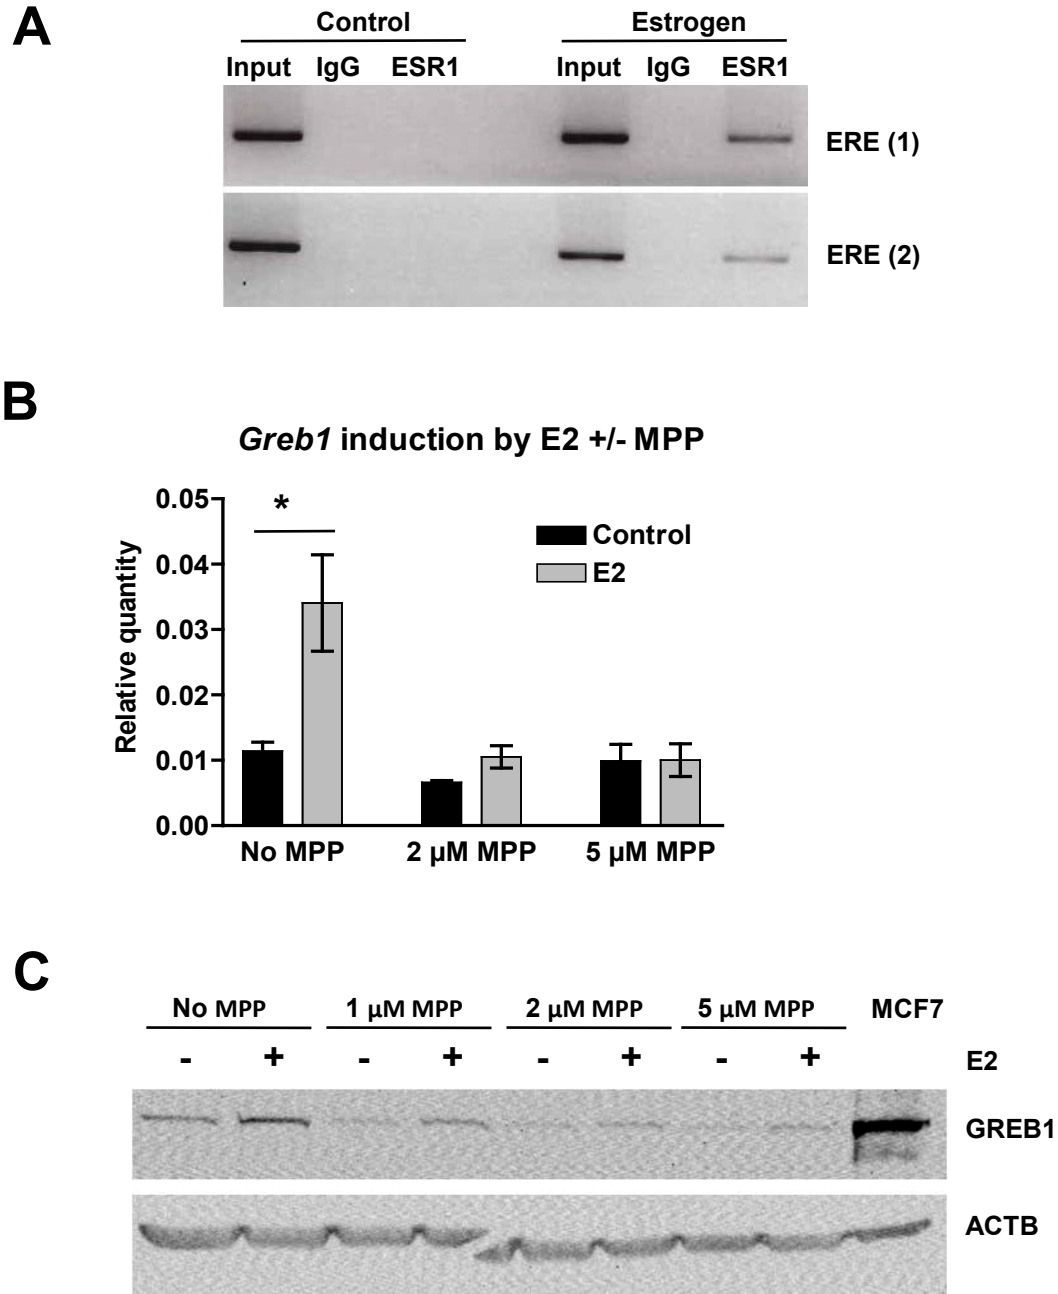 A
Control Estrogen
Input IgG ESR1 Input IgG ESR1
ERE (1)
ERE (2)
B
Greb1 induction by E2 +/- MPP
*
Control
E2
Relative quantity
0.05
0.04
0.03
0.02
0.01
0.00
No MPP 2 µM MPP 5 µM MPP
C
No MPP 1 µM MPP 2 µM MPP 5 µM MPP MCF7
- + - + - + - + E2
GREB1
ACTB